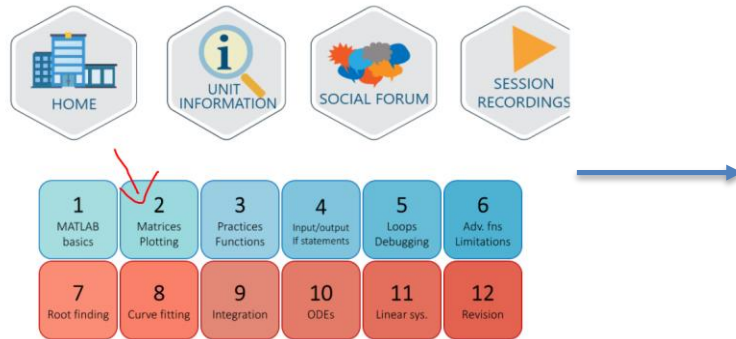 HOME
UNIT
INFORMATION
SOCIAL FORUM
SESSION
RECORDINGS
1
MATLAB
basics
2
Matrices
Plotting
3
Practices
Functions
4
Input/output
If statements
5
Loops
Debugging
6
Adv. fns
Limitations
7
Root finding
8
Curve fitting
9
Integration
10
ODEs
11
Linear sys.
12
Revision